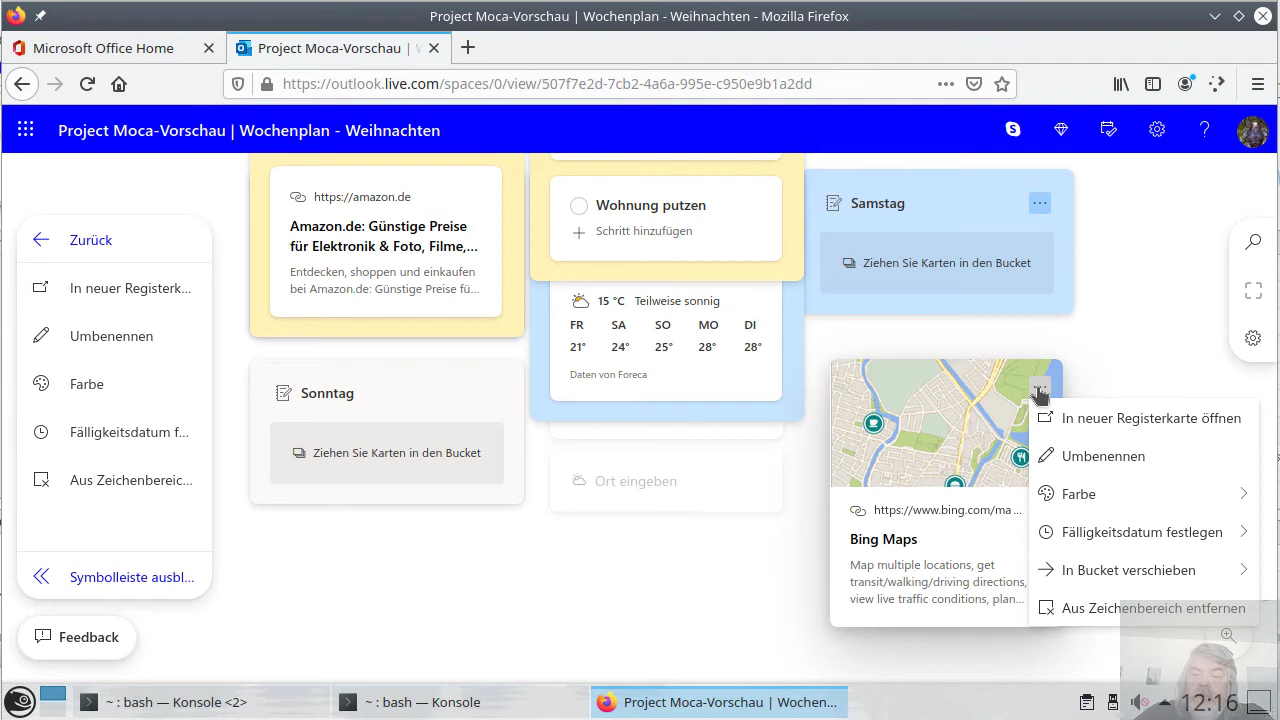 Project Moca-Vorschau | Wochenplan - Weihnachten - Mozilla Firefox
Microsoft Office Home
Project Moca-Vorschau | W
https://outlook.live.com/spaces/0/view/507f7e2d-7cb2-4a6a-995e-c950e9b1a2dd
Project Moca-Vorschau | Wochenplan - Weihnachten
Zurück
In neuer Registerk...
Umbenennen
Farbe
Fälligkeitsdatum f...
Aus Zeichenbereic...
Symbolleiste ausbl...
Feedback
https://amazon.de
Amazon.de: Günstige Preise
für Elektronik & Foto, Filme,...
Entdecken, shoppen und einkaufen
bei Amazon.de: Günstige Preise fü...
Sonntag
Ziehen Sie Karten in den Bucket
Wohnung putzen
Schritt hinzufügen
15 °C Teilweise sonnig
FR SA SO MO DI
21° 24° 25° 28° 28°
Daten von Foreca
Ort eingeben
Samstag
Ziehen Sie Karten in den Bucket
https://www.bing.com/ma...
Bing Maps
Map multiple locations, get
transit/walking/driving directions,
view live traffic conditions, plan...
In neuer Registerkarte öffnen
Umbenennen
Farbe
Fälligkeitsdatum festlegen
In Bucket verschieben
Aus Zeichenbereich entfernen
~ : bash — Konsole <2>
~ : bash — Konsole
Project Moca-Vorschau | Wochen...
12:16